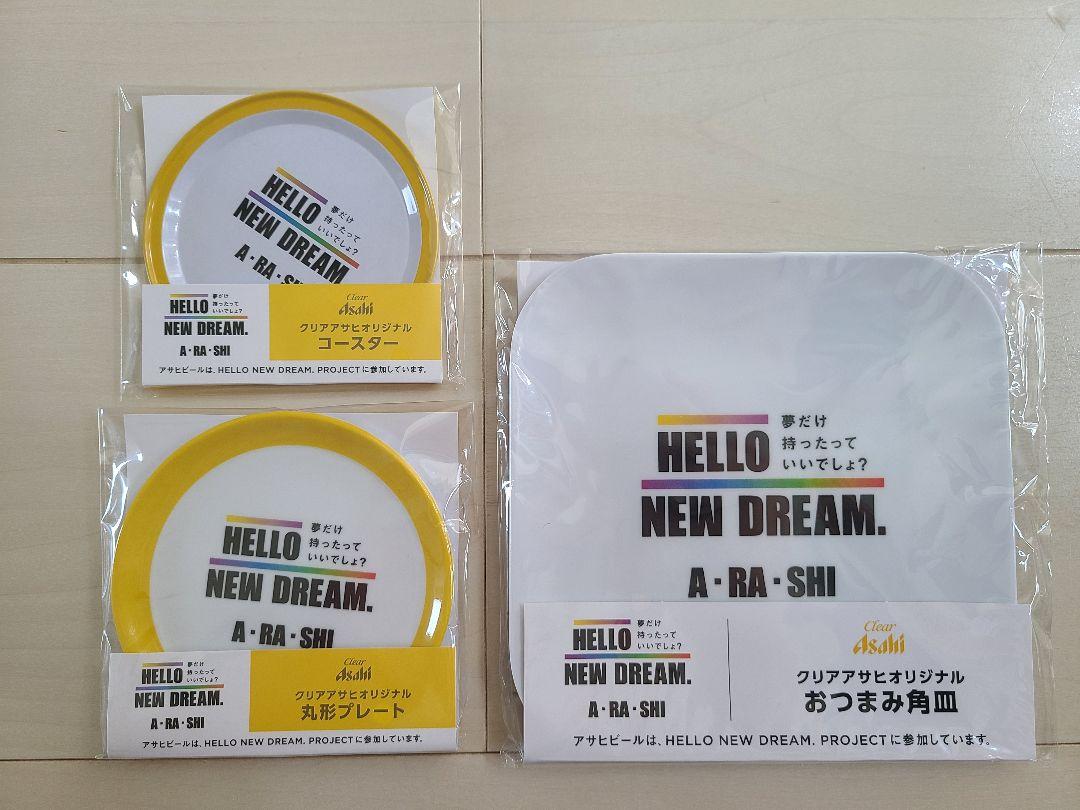 HELLO
夢だけ
持ったって
いいでしょ?
NEW DREAM
A・RA・SHI
HELLO
夢だけ
持ったって
いいでしょ?
NEW DREAM.
A・RA・SHI
Clear
Asahi
クリアアサヒオリジナル
コースター
アサヒビールは、HELLO NEW DREAM. PROJECTに参加しています。
HELLO
夢だけ
持ったって
いいでしょ?
NEW DREAM.
A・RA・SHI
HELLO
夢だけ
持ったって
いいでしょ?
NEW DREAM.
A・RA・SHI
Clear
Asahi
クリアアサヒオリジナル
丸形プレート
アサヒビールは、HELLO NEW DREAM. PROJECTに参加しています。
HELLO
夢だけ
持ったって
いいでしょ?
NEW DREAM.
A・RA・SHI
HELLO
夢だけ
持ったって
いいでしょ?
NEW DREAM.
A・RA・SHI
Clear
Asahi
クリアアサヒオリジナル
おつまみ角皿
アサヒビールは、HELLO NEW DREAM. PROJECTに参加しています。